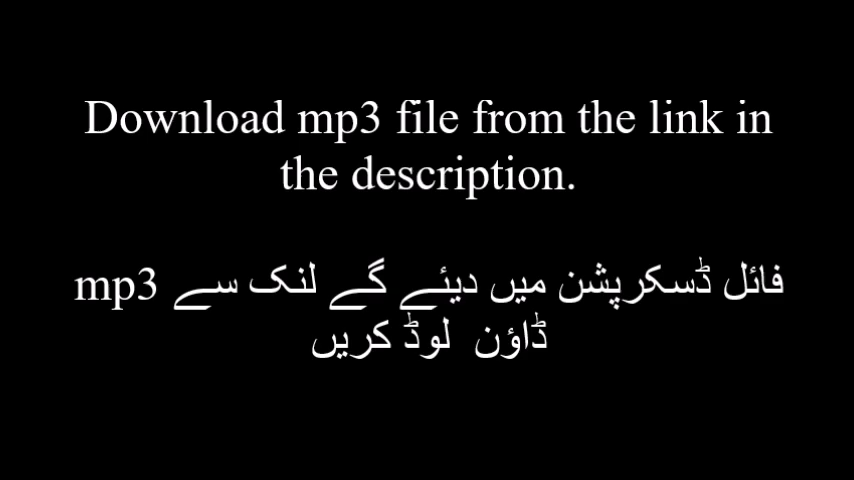 Download mp3 file from the link in
the description.
mp3 فائل ڈسکرپشن میں دیئے گے لنک سے
ڈاؤن لوڈ کریں